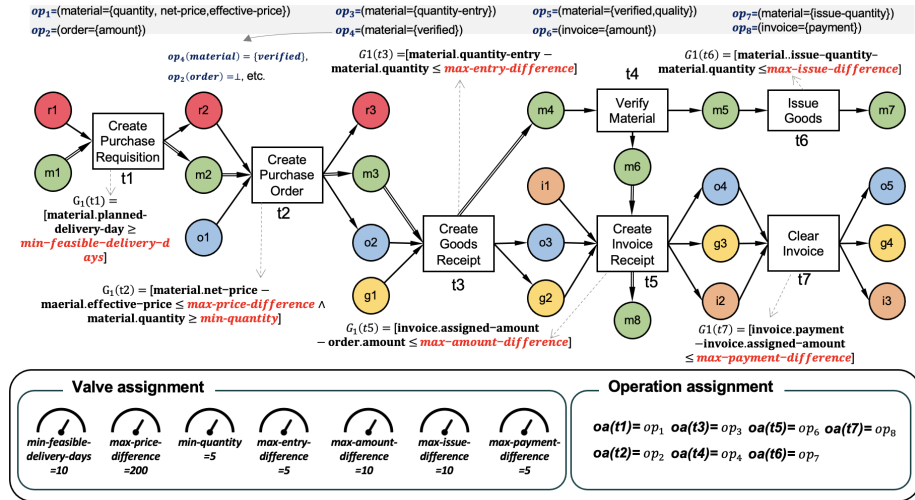 op1=(material={quantity, net-price,effective-price})
op3=(material={quantity-entry})
op5=(material={verified,quality})
op7=(material={issue-quantity})
op2=(order={amount})
op4=(material={verified})
op6=(invoice={amount})
op8=(invoice={payment})
op4(material) = {verified},
op2(order) =⊥, etc.
G1(t3) = [material.quantity-entry −
material.quantity ≤ max-entry-difference]
G1(t6) = [material..issue-quantity-
material.quantity ≤max-issue-difference]
r1
m1
Create
Purchase
Requisition
t1
r2
m2
o1
Create
Purchase
Order
t2
r3
m3
o2
g1
Create
Goods
Receipt
t3
m4
i1
o3
g2
t4
Verify
Material
m6
Create
Invoice
Receipt
t5
m8
m5
o4
g3
i2
Issue
Goods
t6
Clear
Invoice
t7
m7
o5
g4
i3
G1(t1) =
[material.planned-
delivery-day ≥
min-feasible-delivery-d
ays]
G1(t2) = [material.net-price −
maerial.effective-price ≤ max-price-difference ∧
material.quantity ≥ min-quantity]
G1(t5) = [invoice.assigned-amount
− order.amount ≤ max-amount-difference]
G1(t7) = [invoice.payment
−invoice.assigned-amount
≤ max-payment-difference]
Valve assignment
min-feasible-
delivery-days
=10
max-price-
difference
=200
min-quantity
=5
max-entry-
difference
=5
max-amount-
difference
=10
max-issue-
difference
=10
max-payment-
difference
=5
Operation assignment
oa(t1)= op1 oa(t3)= op3 oa(t5)= op6 oa(t7)= op8
oa(t2)= op2 oa(t4)= op4 oa(t6)= op7